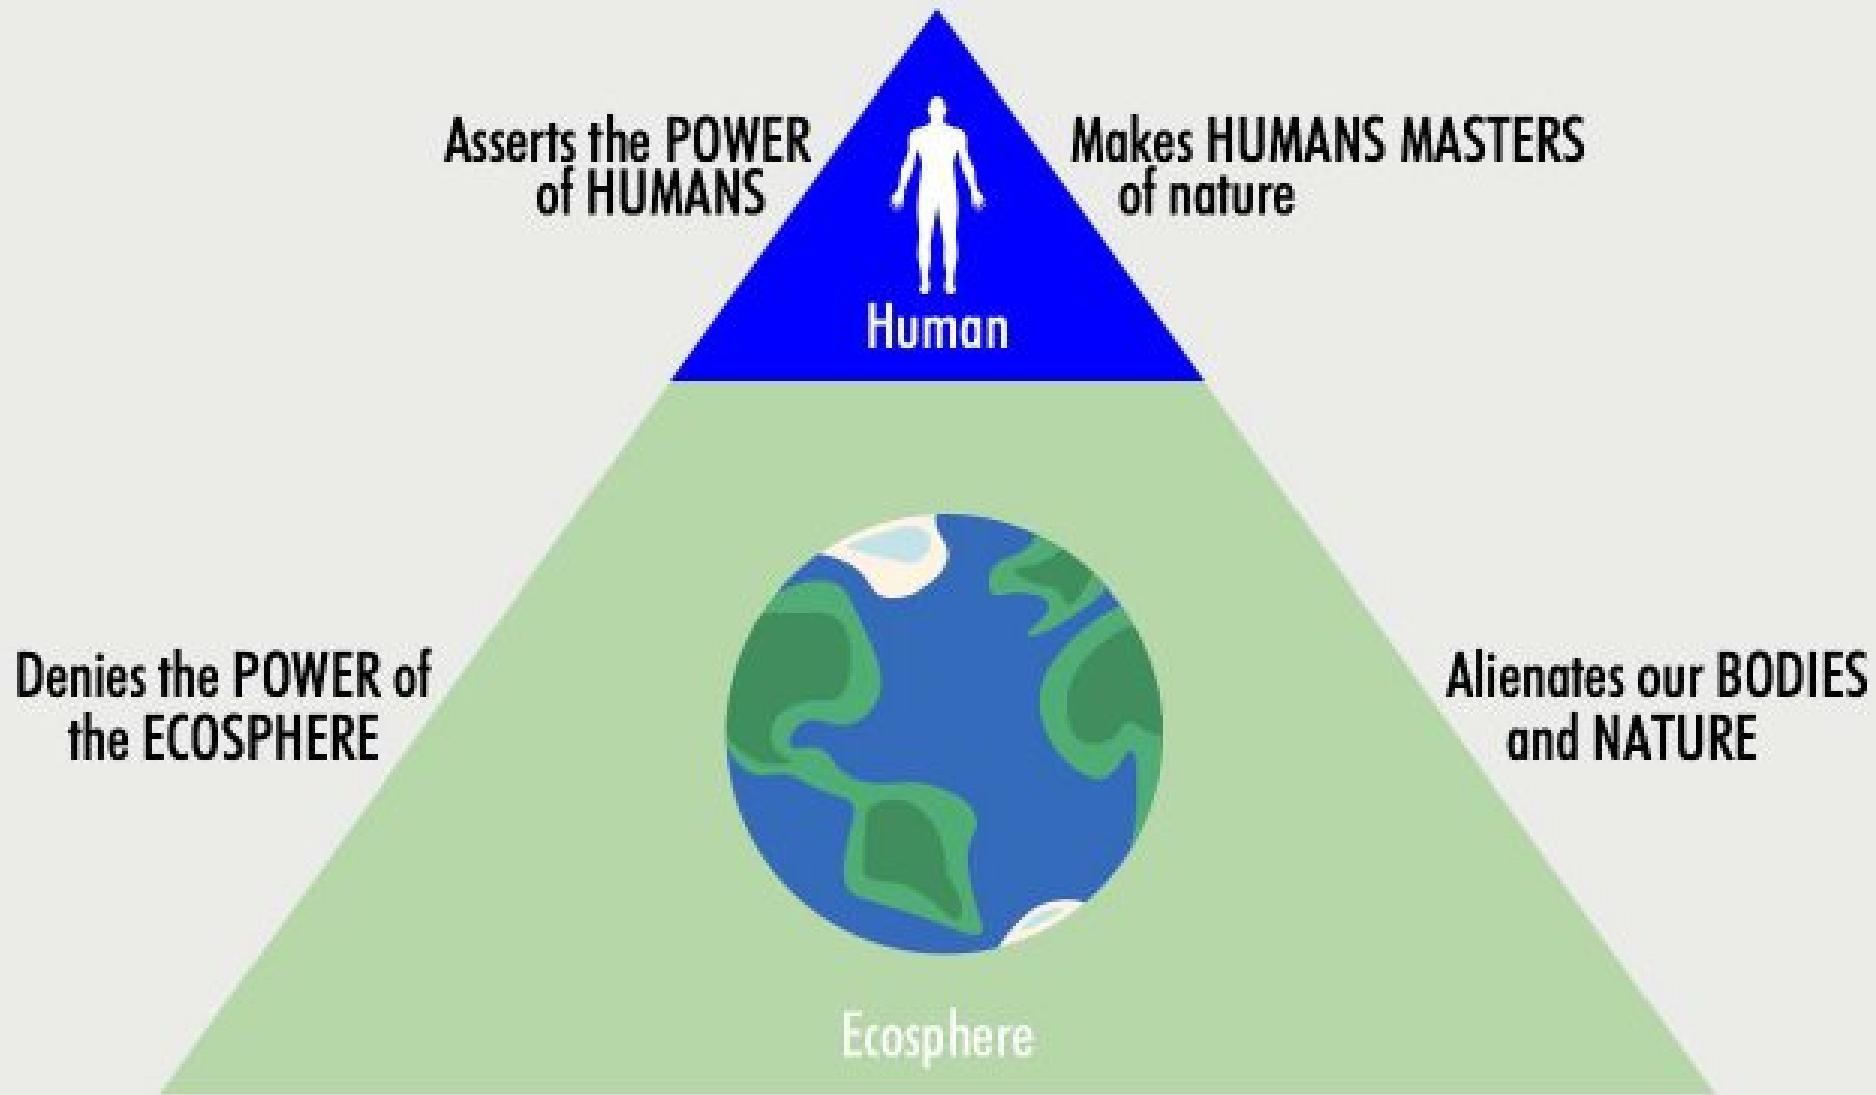 Asserts the POWER
of HUMANS
Makes HUMANS MASTERS
of nature
Human
Denies the POWER of
the ECOSPHERE
Alienates our BODIES
and NATURE
Ecosphere